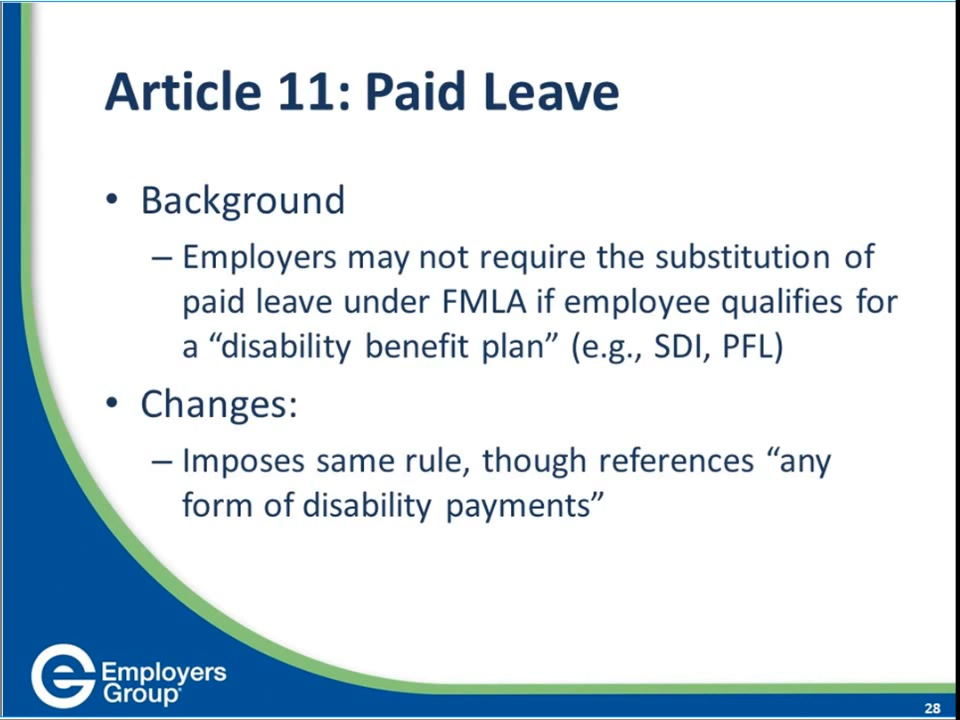 Article 11: Paid Leave
• Background
– Employers may not require the substitution of
paid leave under FMLA if employee qualifies for
a “disability benefit plan” (e.g., SDI, PFL)
• Changes:
– Imposes same rule, though references “any
form of disability payments”
Employers
Group
28